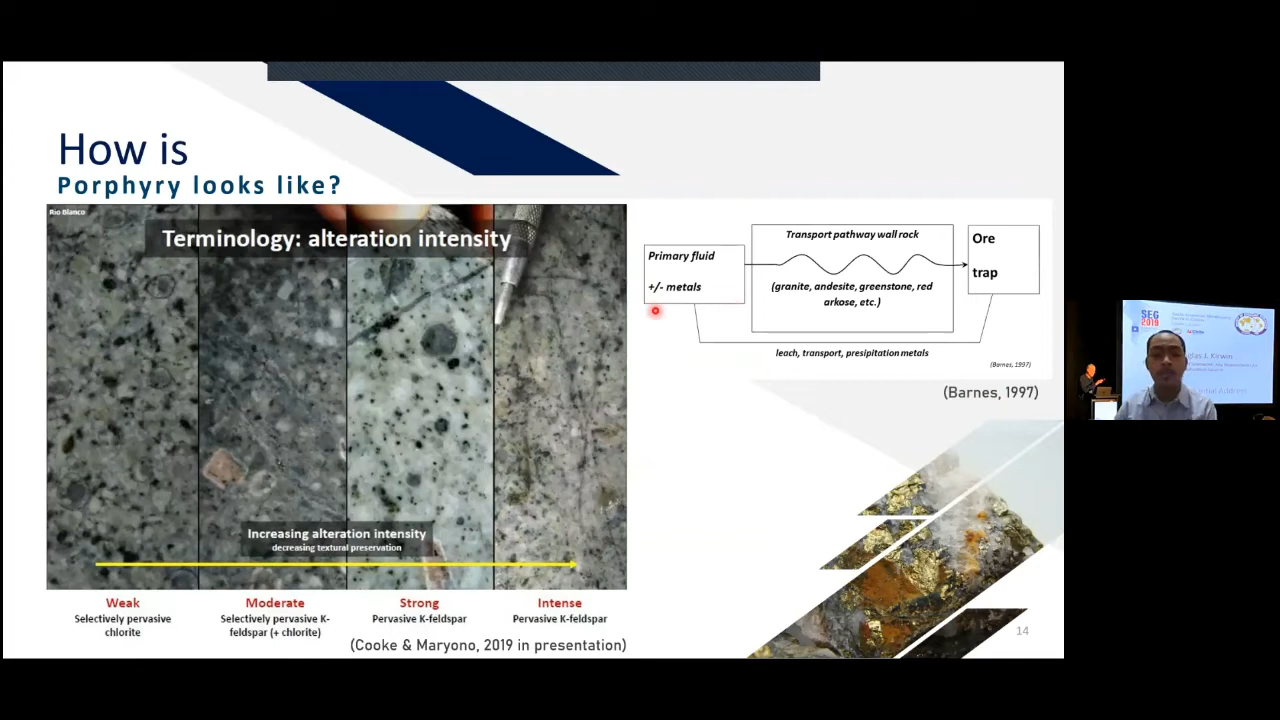 How is
Porphyry looks like?
Rio Blanco
Terminology: alteration intensity
Increasing alteration intensity
decreasing textural preservation
Weak
Selectively pervasive
chlorite
Moderate
Selectively pervasive K-
feldspar (+ chlorite)
Strong
Pervasive K-feldspar
Intense
Pervasive K-feldspar
(Cooke & Maryono, 2019 in presentation)
Primary fluid
+/- metals
Transport pathway wall rock
(granite, andesite, greenstone, red
arkose, etc.)
Ore
trap
leach, transport, presipitation metals
(Barnes, 1997)
(Barnes, 1997)
14
SEG
2019
glas J. Kirwin